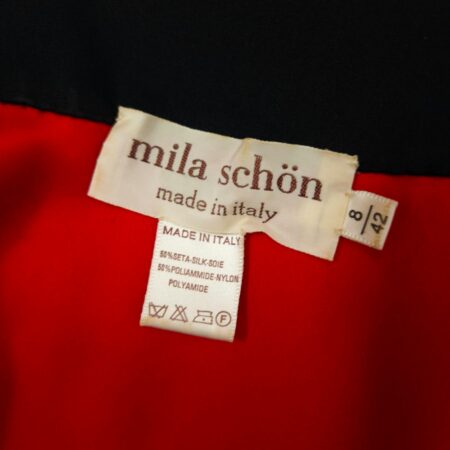 mila schön
made in italy
8
42
MADE IN ITALY
50%SETA-SILK-SOIE
50%POLIAMMIDE-NYLON
POLYAMIDE
F